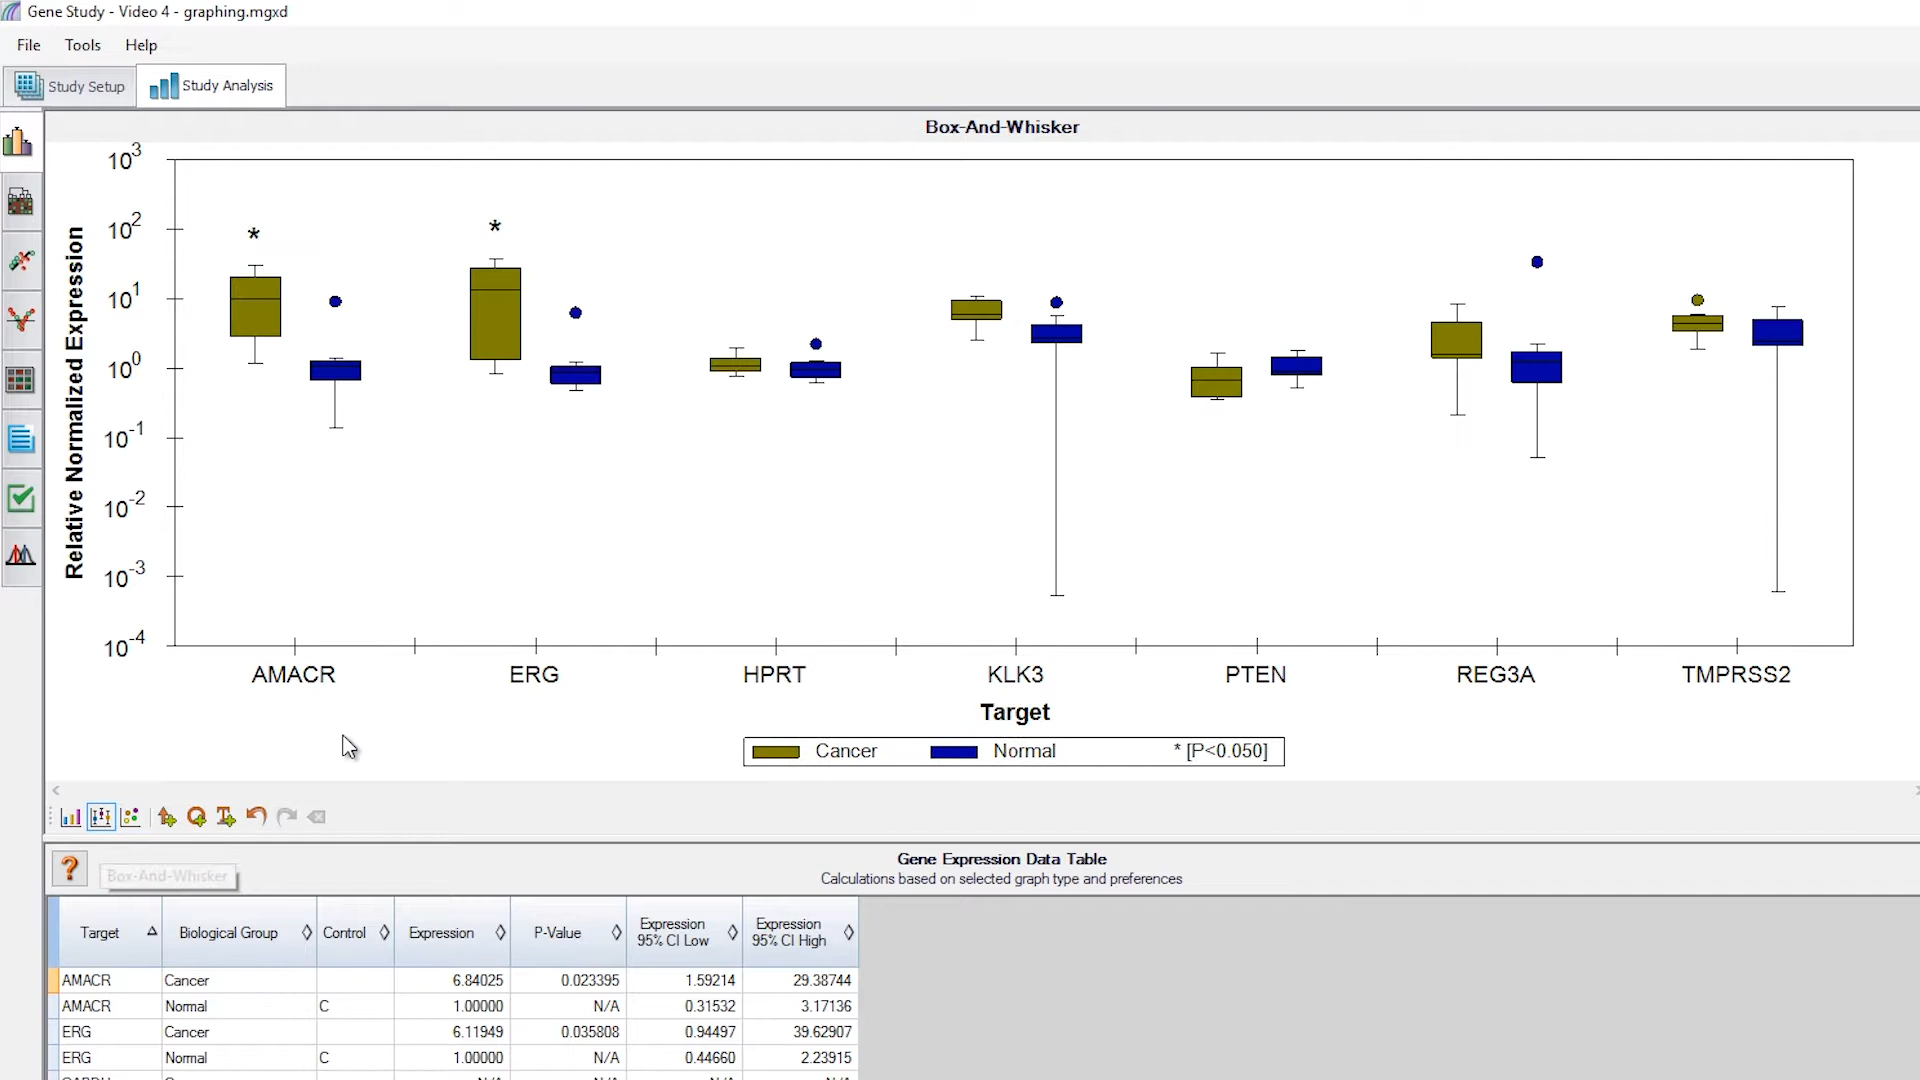 Gene Study - Video 4 - graphing.mgxd
File Tools Help
Study Setup Study Analysis
Box-And-Whisker
10^3
10^2
10^1
10^0
10^-1
10^-2
10^-3
10^-4
Relative Normalized Expression
* *
AMACR ERG HPRT KLK3 PTEN REG3A TMPRSS2
Target
Cancer Normal * [P<0.050]
? Gene Expression Data Table
Box-And-Whisker Calculations based on selected graph type and preferences
Target Biological Group Control Expression P-Value Expression 95% CI Low Expression 95% CI High
AMACR Cancer 6.84025 0.023395 1.59214 29.38744
AMACR Normal C 1.00000 N/A 0.31532 3.17136
ERG Cancer 6.11949 0.035808 0.94497 39.62907
ERG Normal C 1.00000 N/A 0.44660 2.23915